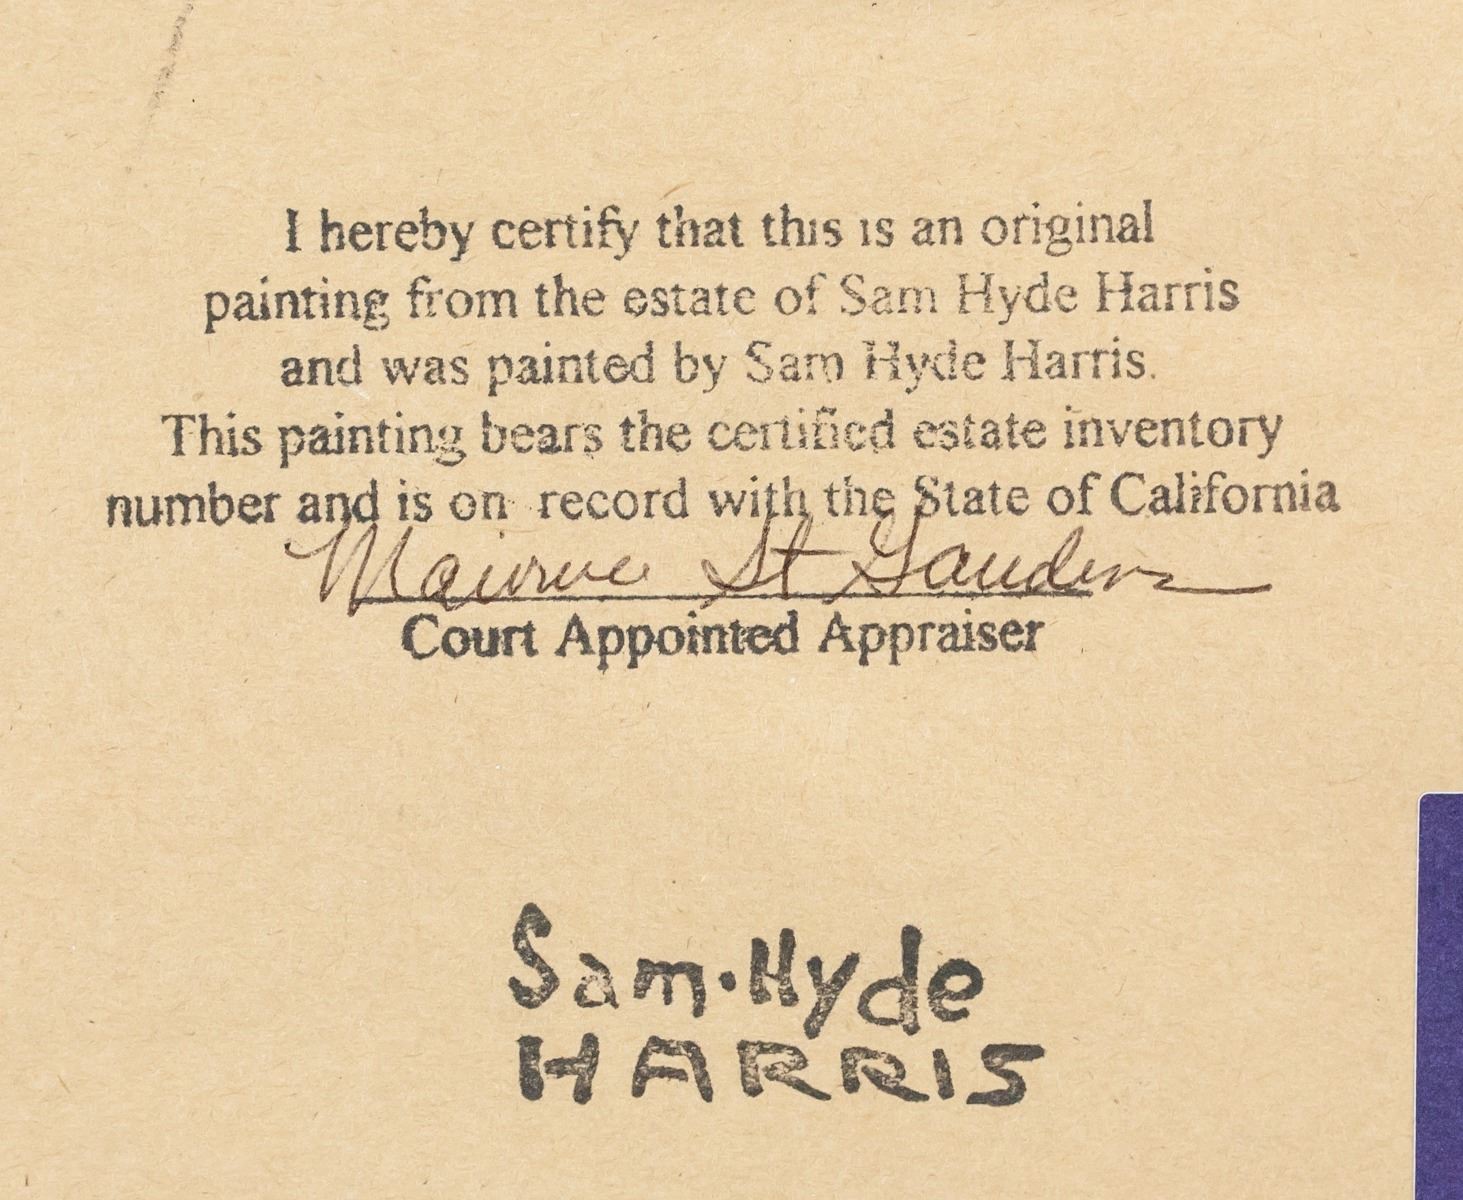 I hereby certify that this is an original
painting from the estate of Sam Hyde Harris
and was painted by Sam Hyde Harris.
This painting bears the certified estate inventory
number and is on record with the State of California
St Gaudens
Court Appointed Appraiser
Sam·Hyde
HARRIS